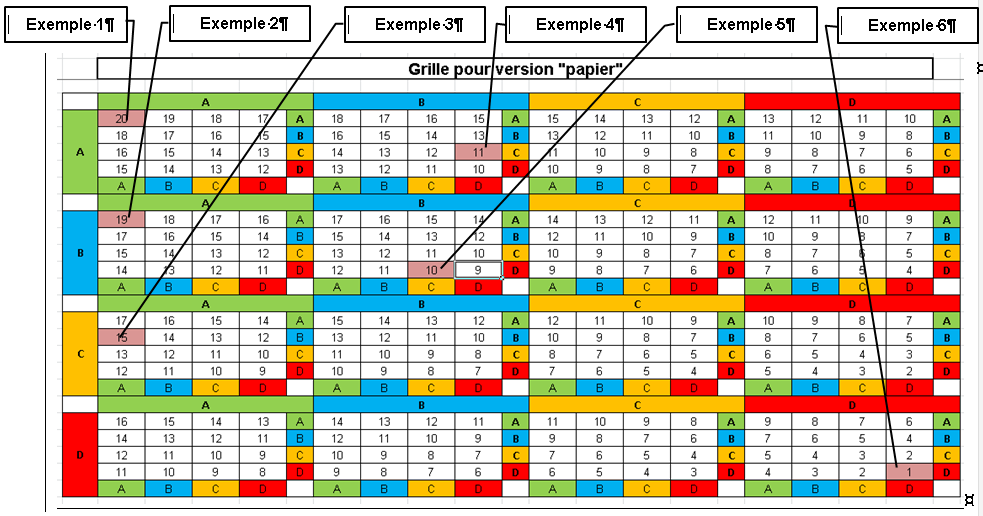 Exemple·1¶ Exemple·2¶ Exemple·3¶ Exemple·4¶ Exemple·5¶ Exemple·6¶
Grille pour version "papier"
A B C D
20 19 18 17 A 18 17 16 15 A 15 14 13 12 A 13 12 11 10 A
18 17 16 15 B 16 15 14 13 B 13 12 11 10 B 11 10 9 8 B
A 16 15 14 13 C 14 13 12 11 C 11 10 9 8 C 9 8 7 6 C
15 14 13 12 D 13 12 11 10 D 10 9 8 7 D 8 7 6 5 D
A B C D A B C D A B C D A B C D
A B C D
19 18 17 16 A 17 16 15 14 A 14 13 12 11 A 12 11 10 9 A
17 16 15 14 B 15 14 13 12 B 12 11 10 9 B 10 9 8 7 B
B 15 14 13 12 C 13 12 11 10 C 10 9 8 7 C 8 7 6 5 C
14 13 12 11 D 12 11 10 9 D 9 8 7 6 D 7 6 5 4 D
A B C D A B C D A B C D A B C D
A B C D
17 16 15 14 A 15 14 13 12 A 12 11 10 9 A 10 9 8 7 A
15 14 13 12 B 13 12 11 10 B 10 9 8 7 B 8 7 6 5 B
C 13 12 11 10 C 11 10 9 8 C 8 7 6 5 C 6 5 4 3 C
12 11 10 9 D 10 9 8 7 D 7 6 5 4 D 5 4 3 2 D
A B C D A B C D A B C D A B C D
A B C D
16 15 14 13 A 14 13 12 11 A 11 10 9 8 A 9 8 7 6 A
14 13 12 11 B 12 11 10 9 B 9 8 7 6 B 7 6 5 4 B
D 12 11 10 9 C 10 9 8 7 C 7 6 5 4 C 5 4 3 2 C
11 10 9 8 D 9 8 7 6 D 6 5 4 3 D 4 3 2 1 D
A B C D A B C D A B C D A B C D